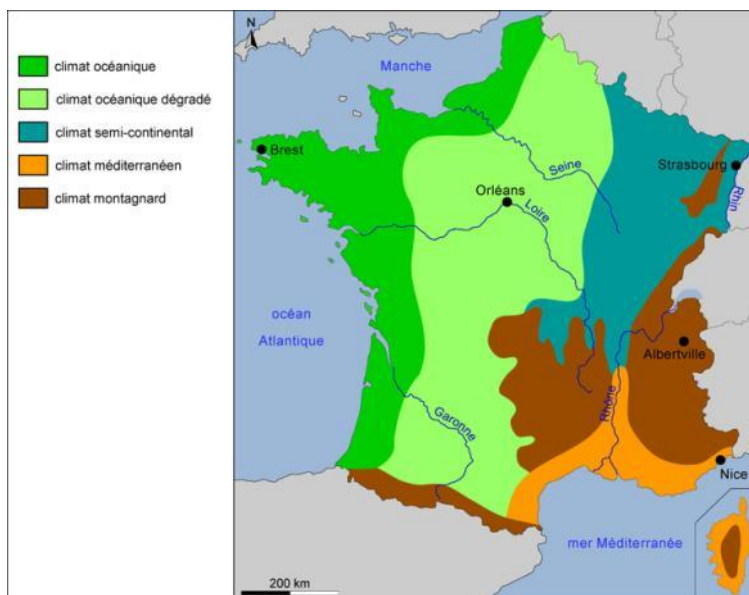 climat océanique
climat océanique dégradé
climat semi-continental
climat méditerranéen
climat montagnard
N
Manche
Brest
Strasbourg
Seine
Rhin
Orléans
Loire
océan
Atlantique
Albertville
Rhône
Garonne
Nice
mer Méditerranée
200 km